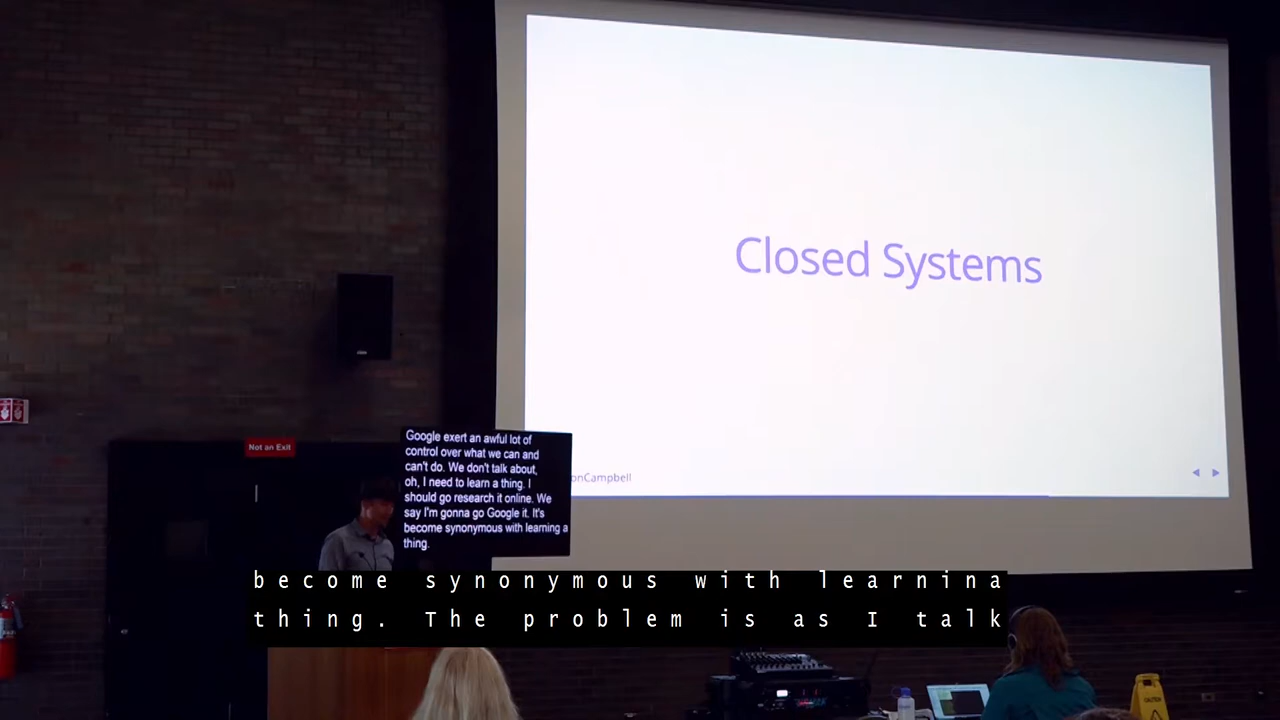 Closed Systems
onCampbell
Not an Exit
Google exert an awful lot of
control over what we can and
can't do. We don't talk about,
oh, I need to learn a thing. I
should go research it online. We
say I'm gonna go Google it. It's
become synonymous with learning a
thing.
become synonymous with learnina
thing. The problem is as I talk
CAUTION